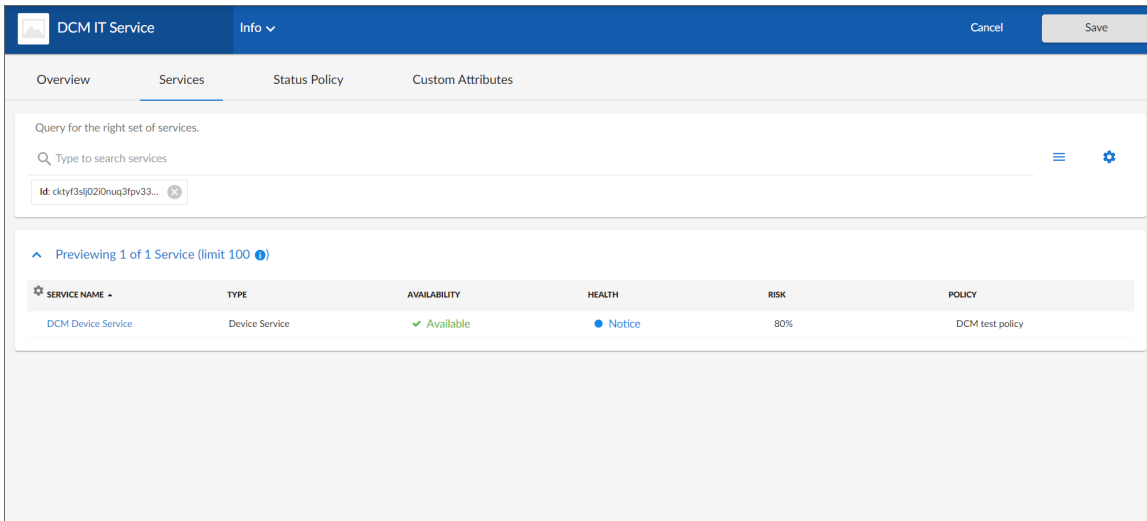 DCM IT Service Info Cancel Save
Overview Services Status Policy Custom Attributes
Query for the right set of services.
Type to search services
Id: cktyf3slj02i0nuq3fpv33...
Previewing 1 of 1 Service (limit 100 i)
SERVICE NAME TYPE AVAILABILITY HEALTH RISK POLICY
DCM Device Service Device Service Available Notice 80% DCM test policy